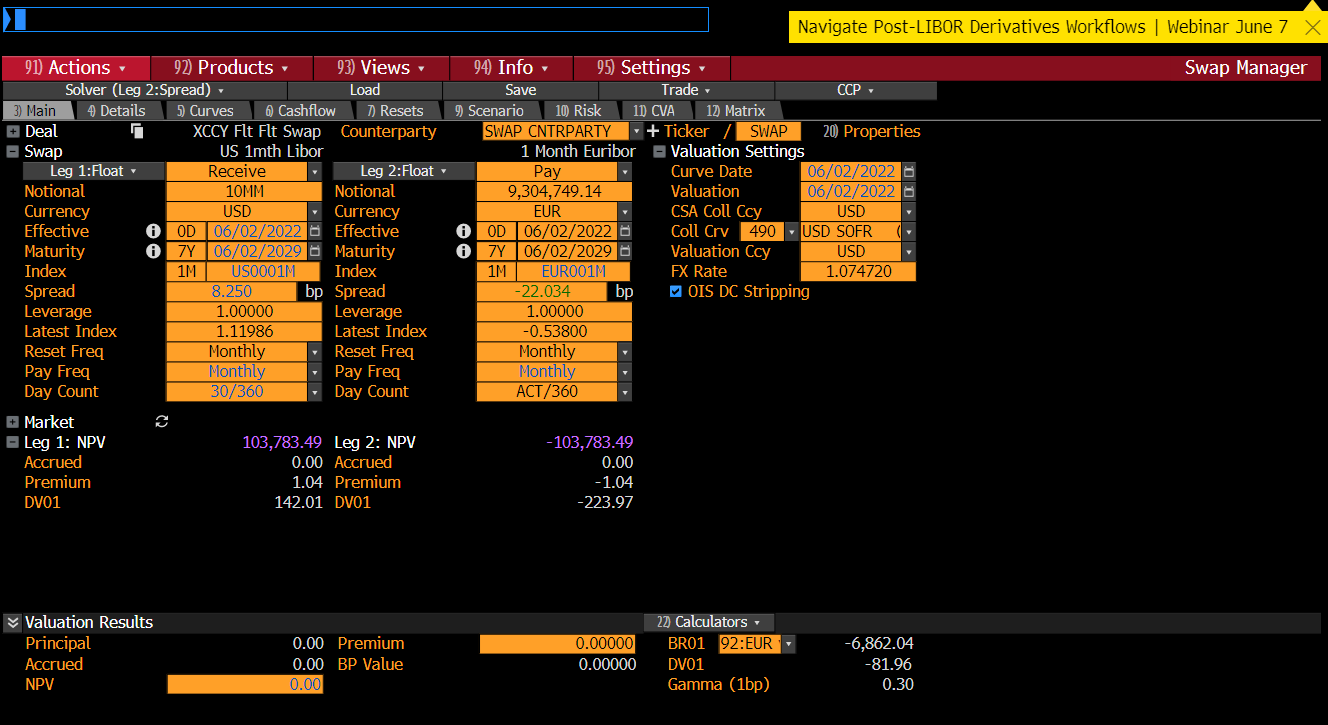 Navigate Post-LIBOR Derivatives Workflows | Webinar June 7
91) Actions 92) Products 93) Views 94) Info 95) Settings Swap Manager
Solver (Leg 2:Spread) Load Save Trade CCP
3) Main 4) Details 5) Curves 6) Cashflow 7) Resets 9) Scenario 10) Risk 11) CVA 12) Matrix
Deal XCCY Flt Flt Swap Counterparty SWAP CNTRPARTY Ticker / SWAP 20) Properties
Swap US 1mth Libor 1 Month Euribor Valuation Settings
Leg 1:Float Receive Leg 2:Float Pay Curve Date 06/02/2022
Notional 10MM Notional 9,304,749.14 Valuation 06/02/2022
Currency USD Currency EUR CSA Coll Ccy USD
Effective 0D 06/02/2022 Effective 0D 06/02/2022 Coll Crv 490 USD SOFR (
Maturity 7Y 06/02/2029 Maturity 7Y 06/02/2029 Valuation Ccy USD
Index 1M US0001M Index 1M EUR001M FX Rate 1.074720
Spread 8.250 bp Spread -22.034 bp OIS DC Stripping
Leverage 1.00000 Leverage 1.00000
Latest Index 1.11986 Latest Index -0.53800
Reset Freq Monthly Reset Freq Monthly
Pay Freq Monthly Pay Freq Monthly
Day Count 30/360 Day Count ACT/360
Market
Leg 1: NPV 103,783.49 Leg 2: NPV -103,783.49
Accrued 0.00 Accrued 0.00
Premium 1.04 Premium -1.04
DV01 142.01 DV01 -223.97
Valuation Results 22) Calculators
Principal 0.00 Premium 0.00000 BR01 92:EUR -6,862.04
Accrued 0.00 BP Value 0.00000 DV01 -81.96
NPV 0.00 Gamma (1bp) 0.30